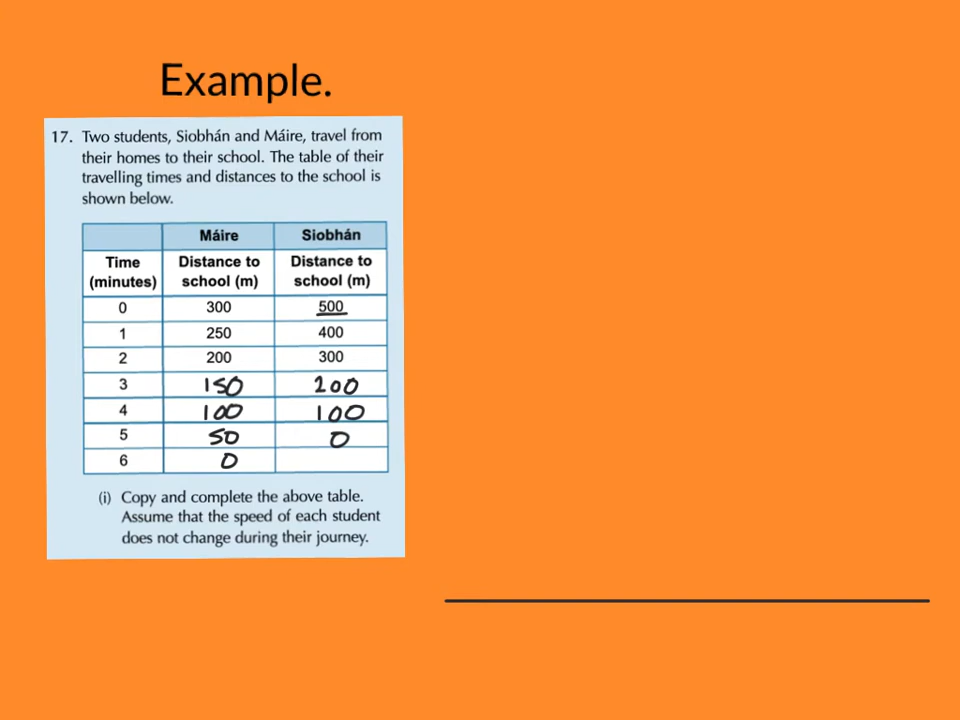 Example.
17. Two students, Siobhán and Máire, travel from
their homes to their school. The table of their
travelling times and distances to the school is
shown below.
Máire Siobhán
Time (minutes) Distance to school (m) Distance to school (m)
0 300 500
1 250 400
2 200 300
3 150 200
4 100 100
5 50 0
6 0
(i) Copy and complete the above table.
Assume that the speed of each student
does not change during their journey.